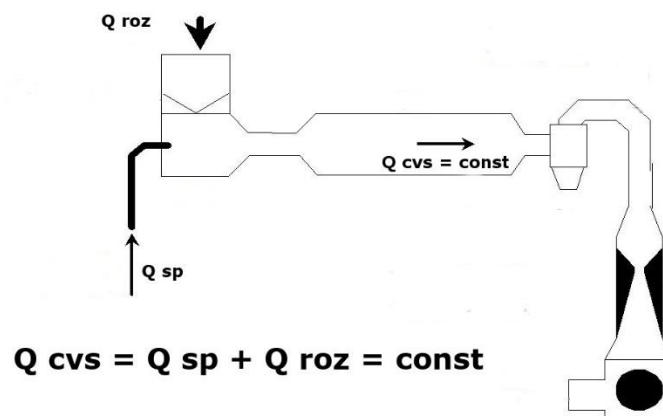 Q roz
Q cvs = const
Q sp
Q cvs = Q sp + Q roz = const